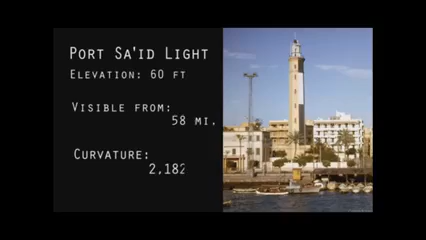 Port Sa'id Light
Elevation: 60 ft
Visible from:
58 mi.
Curvature:
2,182